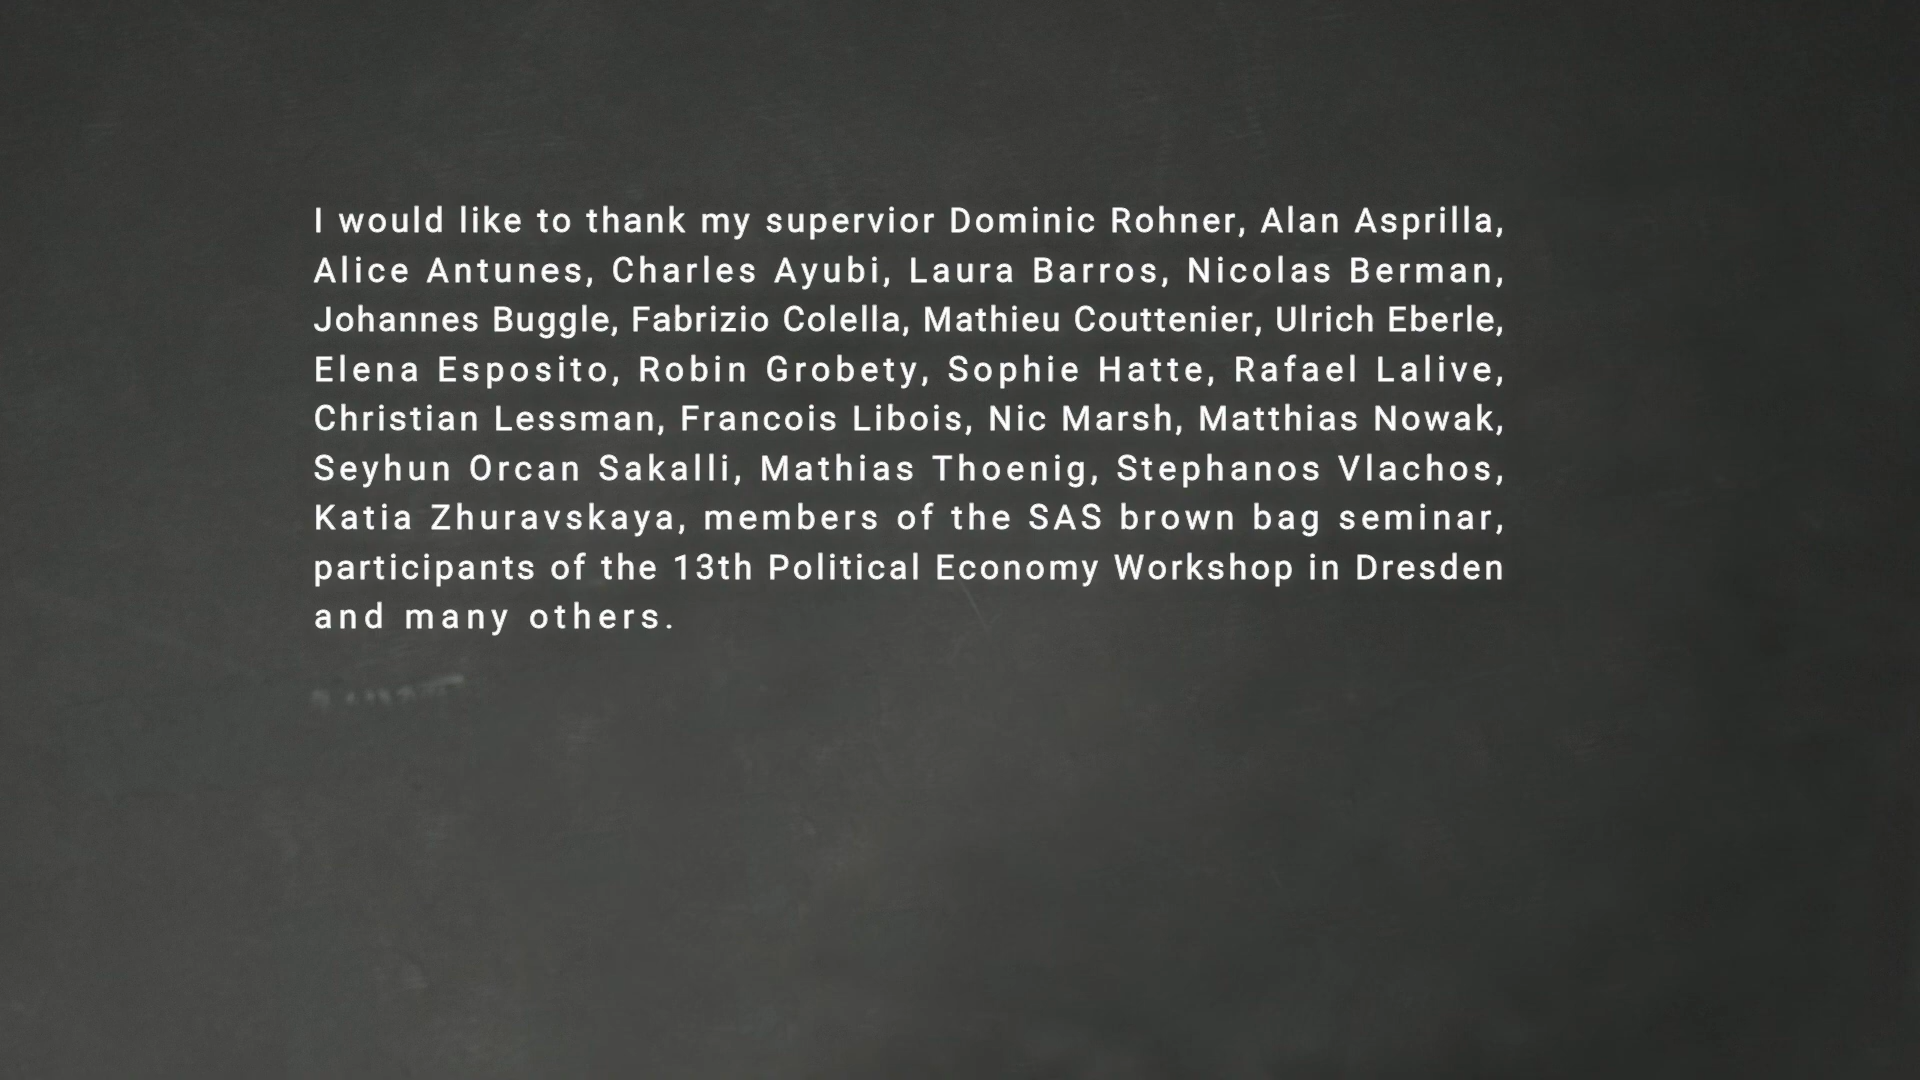 I would like to thank my supervior Dominic Rohner, Alan Asprilla,
Alice Antunes, Charles Ayubi, Laura Barros, Nicolas Berman,
Johannes Buggle, Fabrizio Colella, Mathieu Couttenier, Ulrich Eberle,
Elena Esposito, Robin Grobety, Sophie Hatte, Rafael Lalive,
Christian Lessman, Francois Libois, Nic Marsh, Matthias Nowak,
Seyhun Orcan Sakalli, Mathias Thoenig, Stephanos Vlachos,
Katia Zhuravskaya, members of the SAS brown bag seminar,
participants of the 13th Political Economy Workshop in Dresden
and many others.